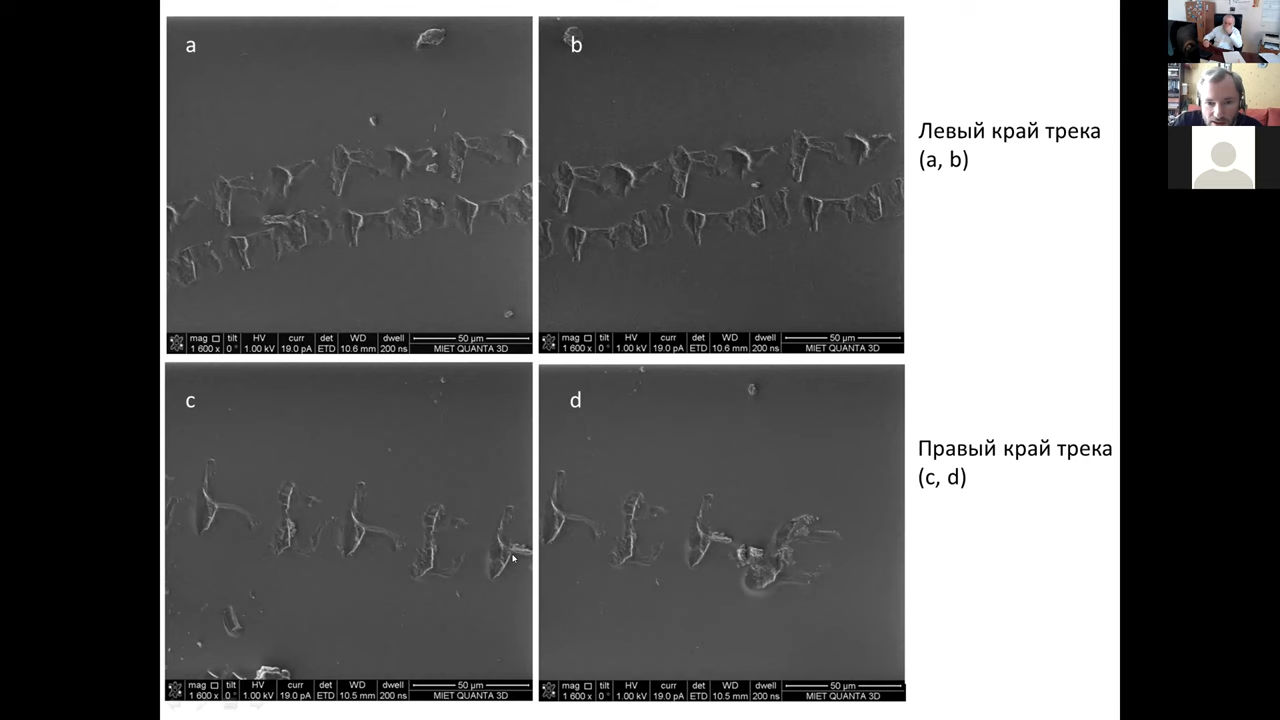 a
b
Левый край трека
(a, b)
mag tilt HV curr det WD dwell 50 µm
1 600 x 0 ° 1.00 kV 19.0 pA ETD 10.6 mm 200 ns MIET QUANTA 3D
mag tilt HV curr det WD dwell 50 µm
1 600 x 0 ° 1.00 kV 19.0 pA ETD 10.6 mm 200 ns MIET QUANTA 3D
c
d
Правый край трека
(c, d)
mag tilt HV curr det WD dwell 50 µm
1 600 x 0 ° 1.00 kV 19.0 pA ETD 10.5 mm 200 ns MIET QUANTA 3D
mag tilt HV curr det WD dwell 50 µm
1 600 x 0 ° 1.00 kV 19.0 pA ETD 10.6 mm 200 ns MIET QUANTA 3D